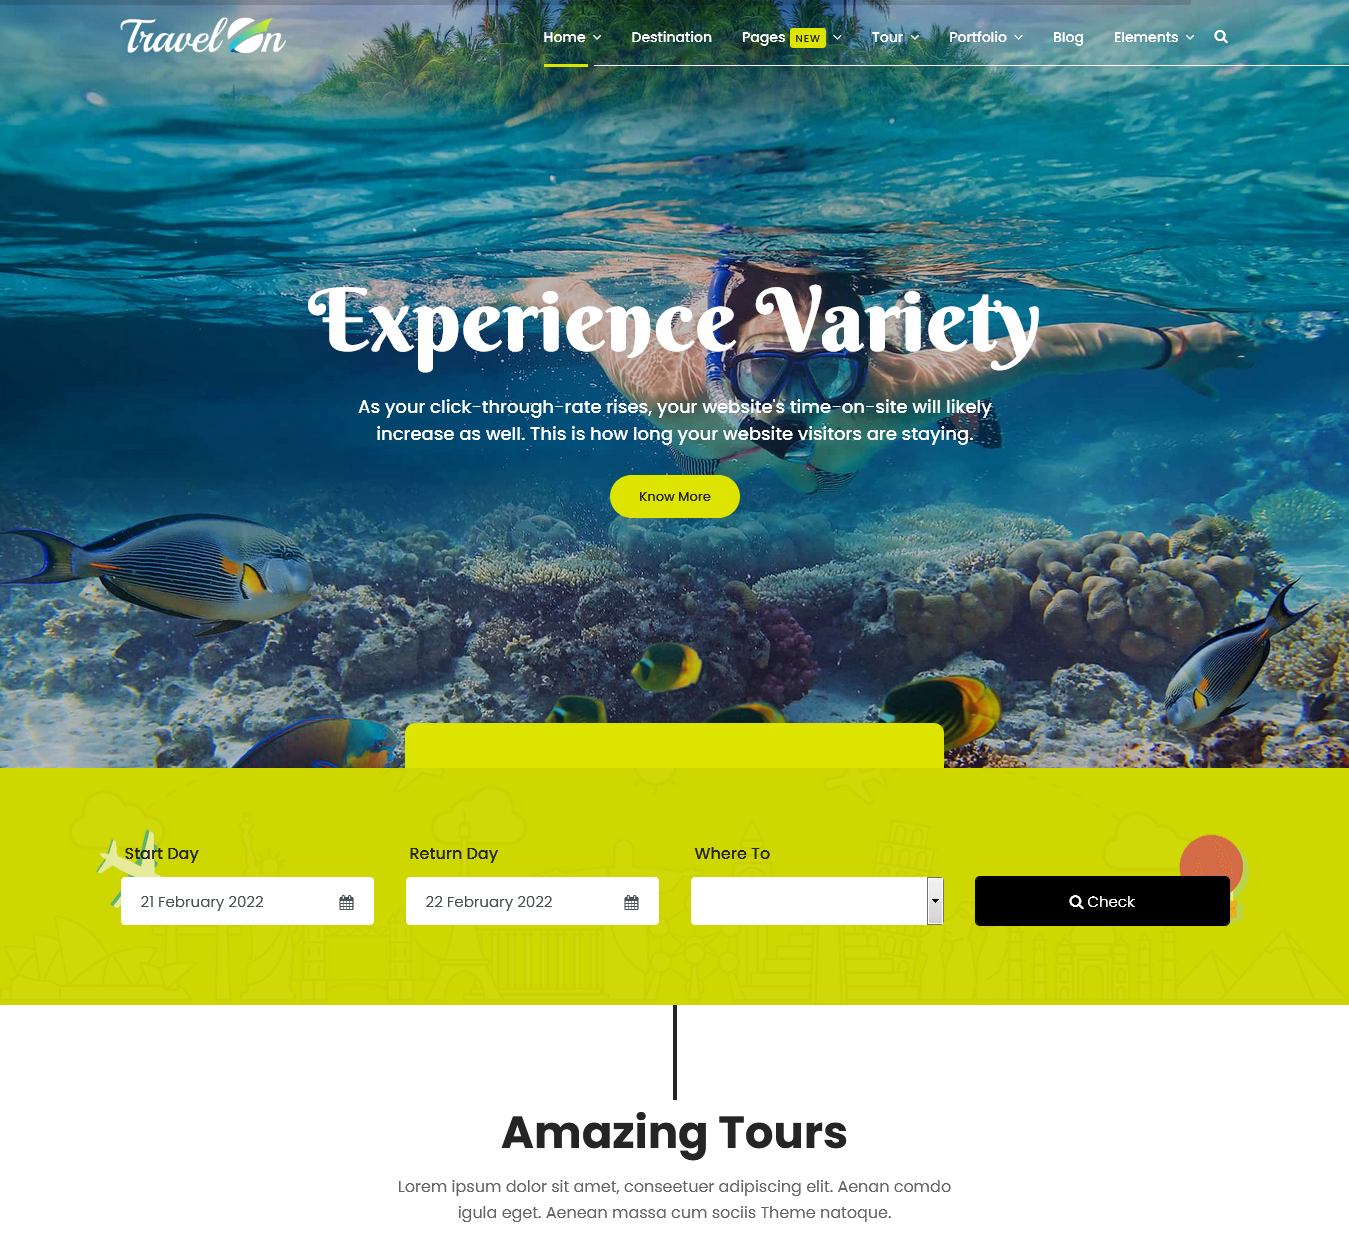 Travel On
Home
Destination
Pages NEW
Tour
Portfolio
Blog
Elements
Experience Variety
As your click-through-rate rises, your website's time-on-site will likely
increase as well. This is how long your website visitors are staying.
Know More
Start Day
Return Day
Where To
21 February 2022
22 February 2022
Check
Amazing Tours
Lorem ipsum dolor sit amet, conseetuer adipiscing elit. Aenan comdo
igula eget. Aenean massa cum sociis Theme natoque.